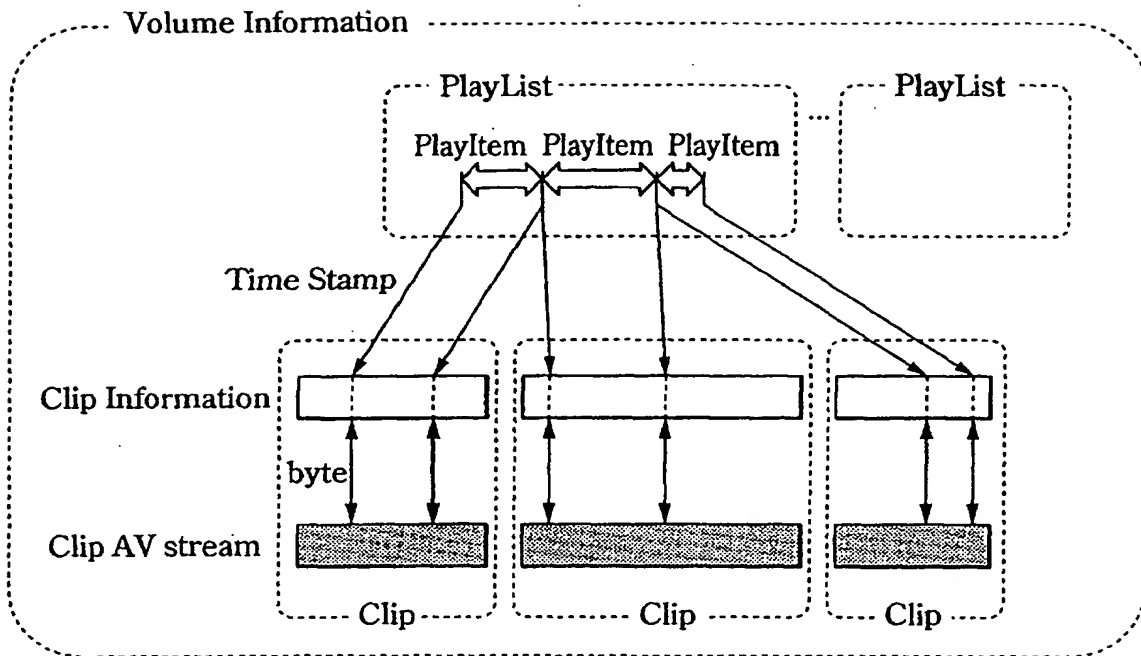 Volume Information
PlayList
PlayList
...
PlayItem PlayItem PlayItem
Time Stamp
Clip Information
byte
Clip AV stream
Clip
Clip
Clip